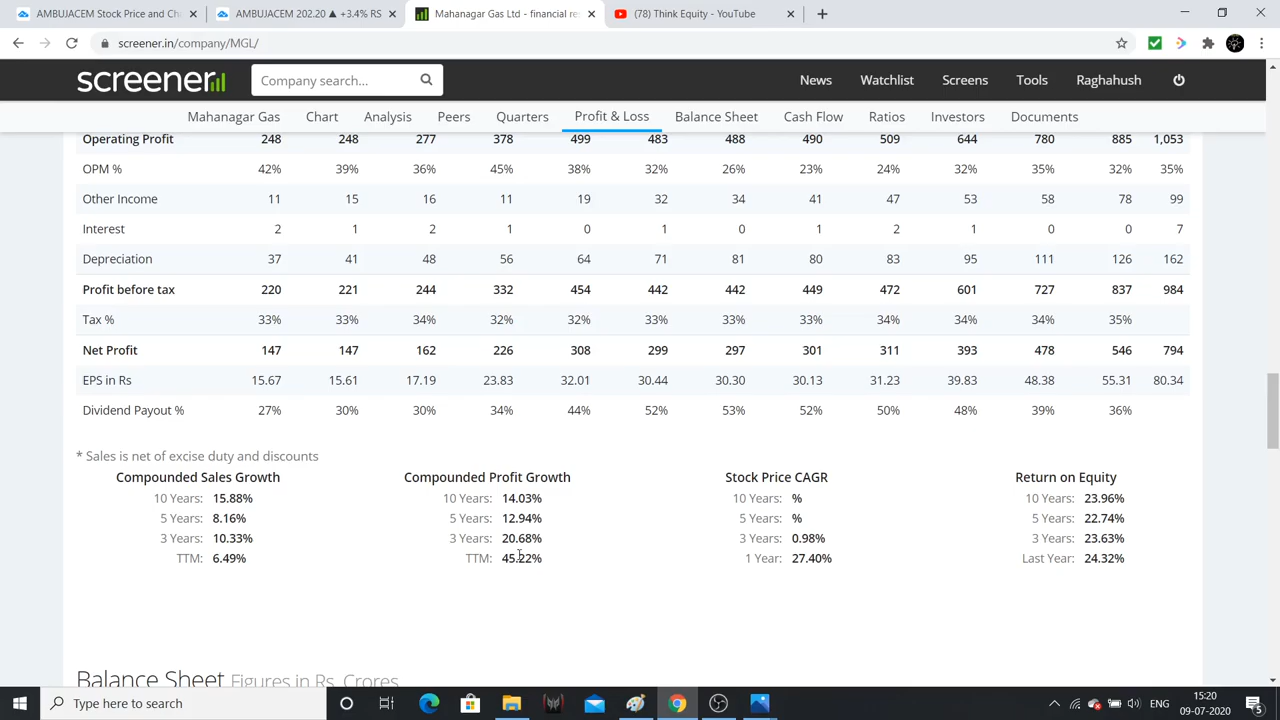 AMBUJACEM Stock Price and Cha
AMBUJACEM 202.20 ▲ +3.4% RS
Mahanagar Gas Ltd - financial re
(78) Think Equity - YouTube
screener.in/company/MGL/
screener
Company search...
News Watchlist Screens Tools Raghahush
Mahanagar Gas Chart Analysis Peers Quarters Profit & Loss Balance Sheet Cash Flow Ratios Investors Documents
Operating Profit 248 248 277 378 499 483 488 490 509 644 780 885 1,053
OPM % 42% 39% 36% 45% 38% 32% 26% 23% 24% 32% 35% 32% 35%
Other Income 11 15 16 11 19 32 34 41 47 53 58 78 99
Interest 2 1 2 1 0 1 0 1 2 1 0 0 7
Depreciation 37 41 48 56 64 71 81 80 83 95 111 126 162
Profit before tax 220 221 244 332 454 442 442 449 472 601 727 837 984
Tax % 33% 33% 34% 32% 32% 33% 33% 33% 34% 34% 34% 35%
Net Profit 147 147 162 226 308 299 297 301 311 393 478 546 794
EPS in Rs 15.67 15.61 17.19 23.83 32.01 30.44 30.30 30.13 31.23 39.83 48.38 55.31 80.34
Dividend Payout % 27% 30% 30% 34% 44% 52% 53% 52% 50% 48% 39% 36%
* Sales is net of excise duty and discounts
Compounded Sales Growth
10 Years: 15.88%
5 Years: 8.16%
3 Years: 10.33%
TTM: 6.49%
Compounded Profit Growth
10 Years: 14.03%
5 Years: 12.94%
3 Years: 20.68%
TTM: 45.22%
Stock Price CAGR
10 Years: %
5 Years: %
3 Years: 0.98%
1 Year: 27.40%
Return on Equity
10 Years: 23.96%
5 Years: 22.74%
3 Years: 23.63%
Last Year: 24.32%
Balance Sheet Figures in Rs. Crores
Type here to search
ENG
15:20
09-07-2020
5